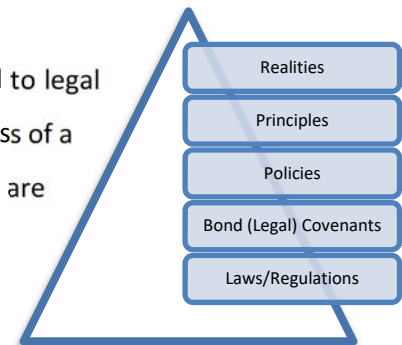 to legal
ss of a
are
Realities
Principles
Policies
Bond (Legal) Covenants
Laws/Regulations